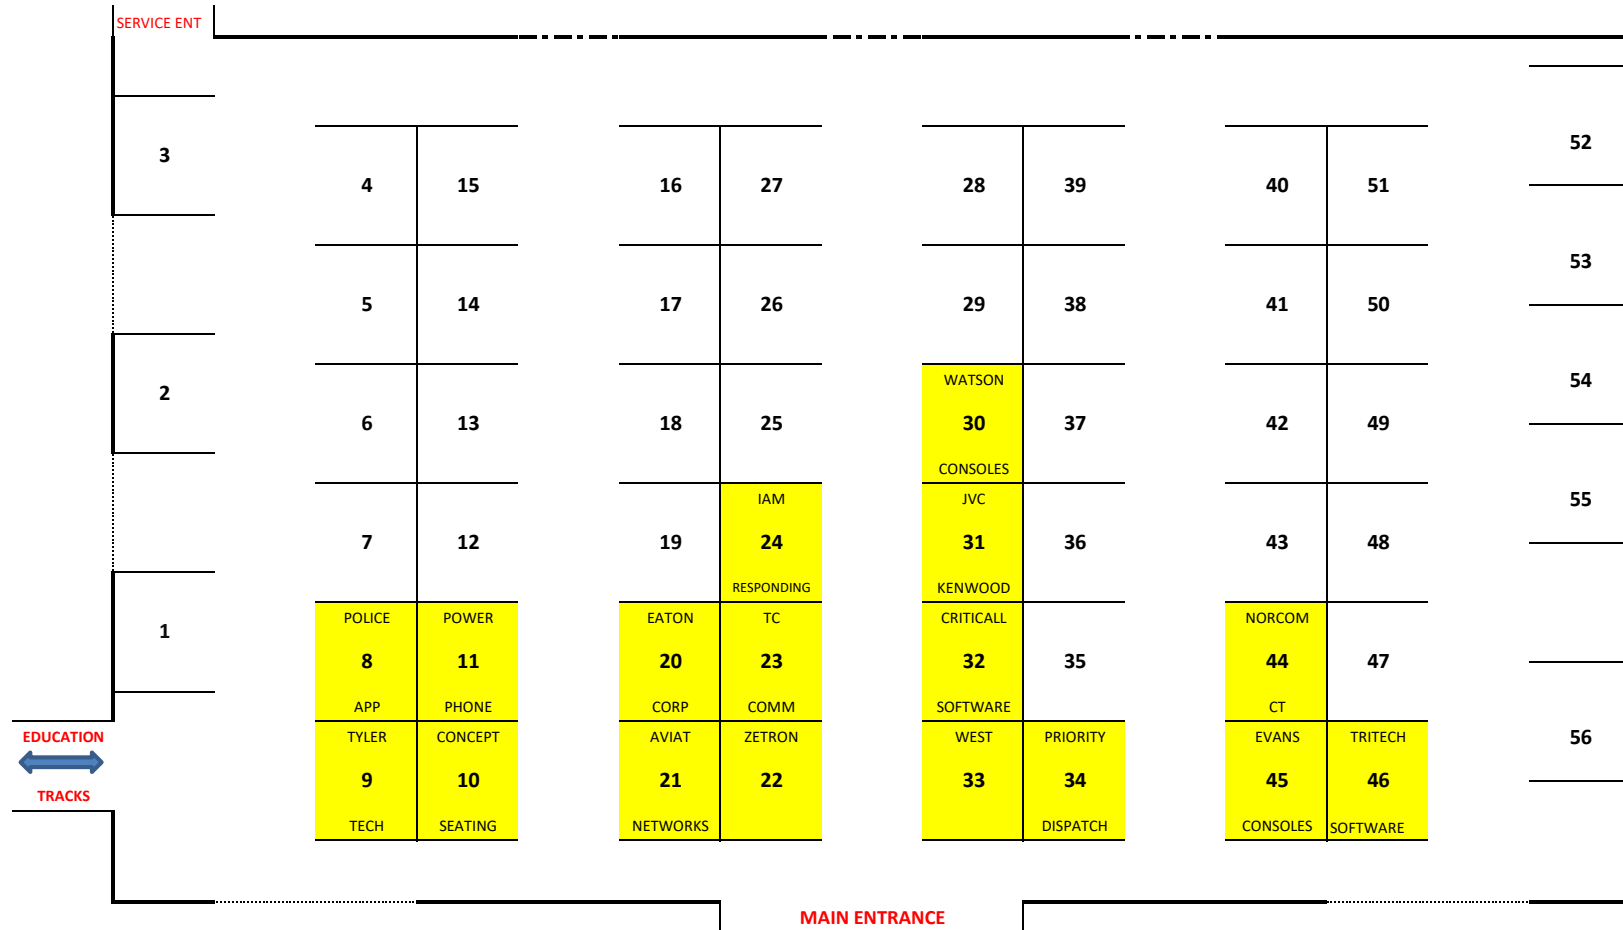 SERVICE ENT
3
52
4 15 16 27 28 39 40 51
53
5 14 17 26 29 38 41 50
WATSON
54
2
6 13 18 25 30 37 42 49
CONSOLES
IAM JVC
55
7 12 19 24 31 36 43 48
RESPONDING KENWOOD
POLICE POWER EATON TC CRITICALL NORCOM
1
8 11 20 23 32 35 44 47
APP PHONE CORP COMM SOFTWARE CT
EDUCATION
TYLER CONCEPT AVIAT ZETRON WEST PRIORITY EVANS TRITECH
56
9 10 21 22 33 34 45 46
TRACKS
TECH SEATING NETWORKS DISPATCH CONSOLES SOFTWARE
MAIN ENTRANCE